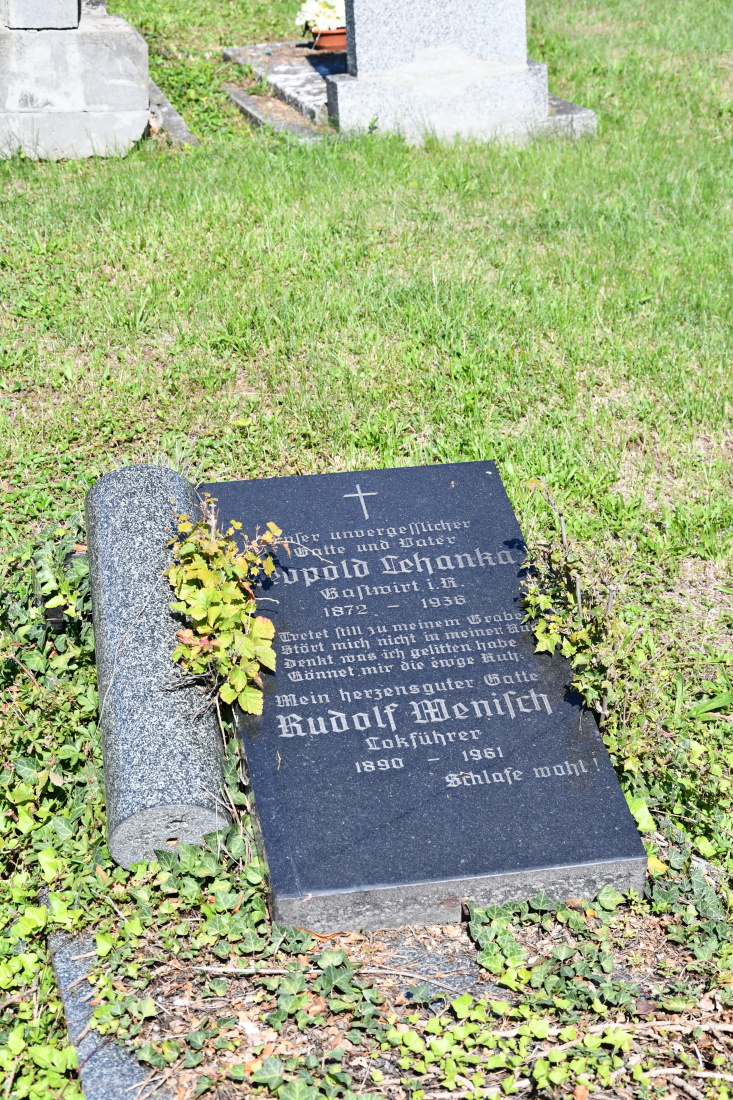 Unser unvergesslicher
Gatte und Vater
Leopold Lehanka
Gastwirt i.R.
1872 – 1936
Tretet still zu meinem Grabe
Stört mich nicht in meiner
Denkt was ich gelitten habe
Gönnet mir die ewge Ruh.
Mein herzensguter Gatte
Rudolf Wenisch
Lokführer
1890 – 1961
Schlafe wohl!